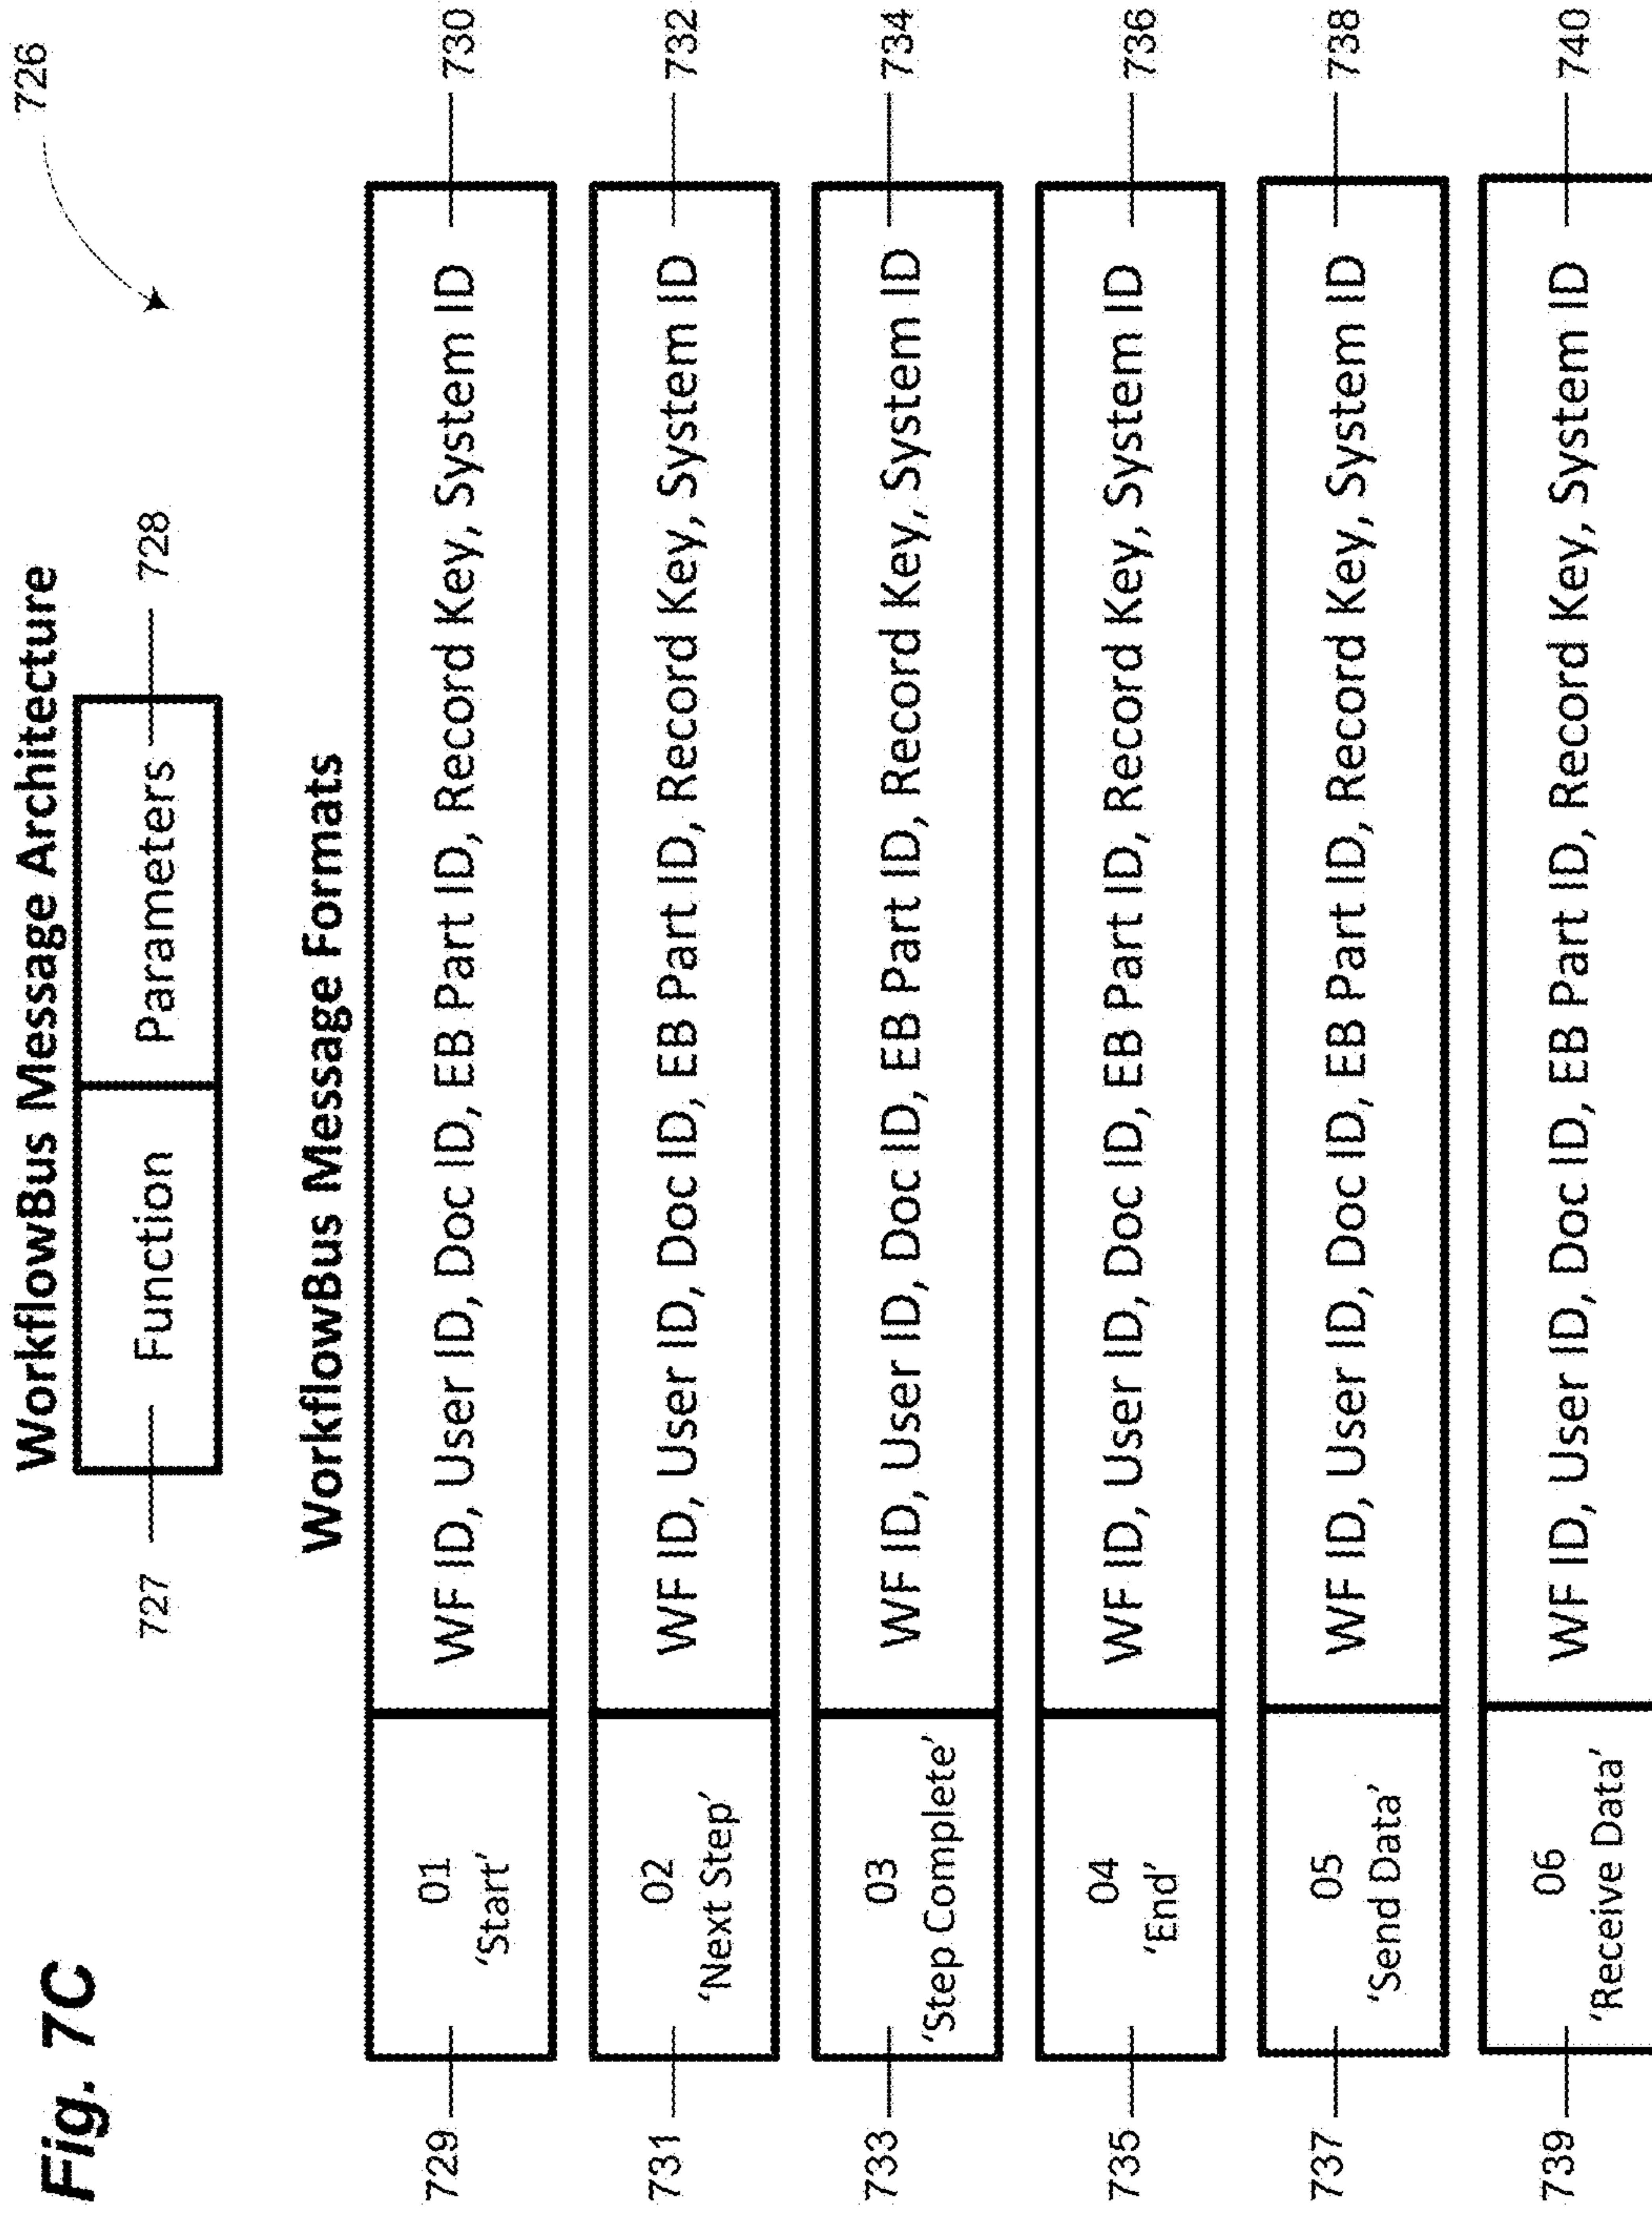 Fig. 7C
WorkflowBus Message Architecture
726
727 Function Parameters 728
WorkflowBus Message Formats
729 01 WF ID, User ID, Doc ID, EB Part ID, Record Key, System ID 730
‘Start’
731 02 WF ID, User ID, Doc ID, EB Part ID, Record Key, System ID 732
‘Next Step’
733 03 WF ID, User ID, Doc ID, EB Part ID, Record Key, System ID 734
‘Step Complete’
735 04 WF ID, User ID, Doc ID, EB Part ID, Record Key, System ID 736
‘End’
737 05 WF ID, User ID, Doc ID, EB Part ID, Record Key, System ID 738
‘Send Data’
739 06 WF ID, User ID, Doc ID, EB Part ID, Record Key, System ID 740
‘Receive Data’